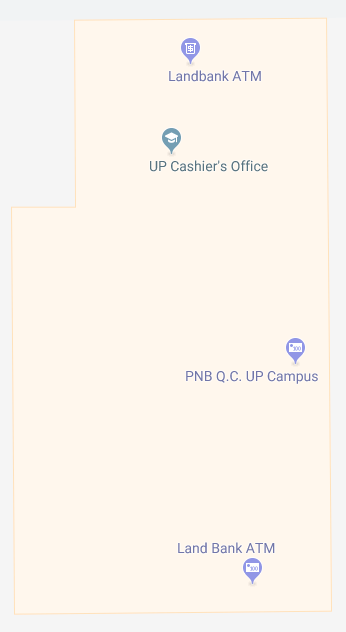 Landbank ATM
UP Cashier's Office
PNB Q.C. UP Campus
Land Bank ATM